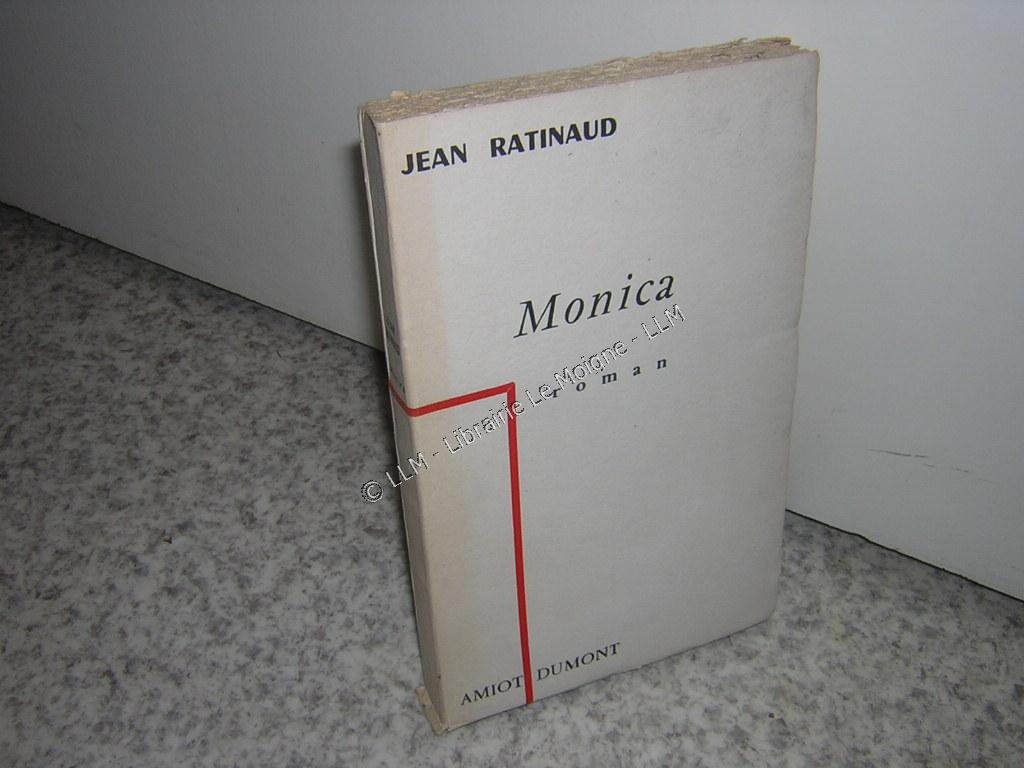 JEAN RATINAUD
Monica
roman
© LLM - Librairie Le Moigne - LLM
AMIOT DUMONT